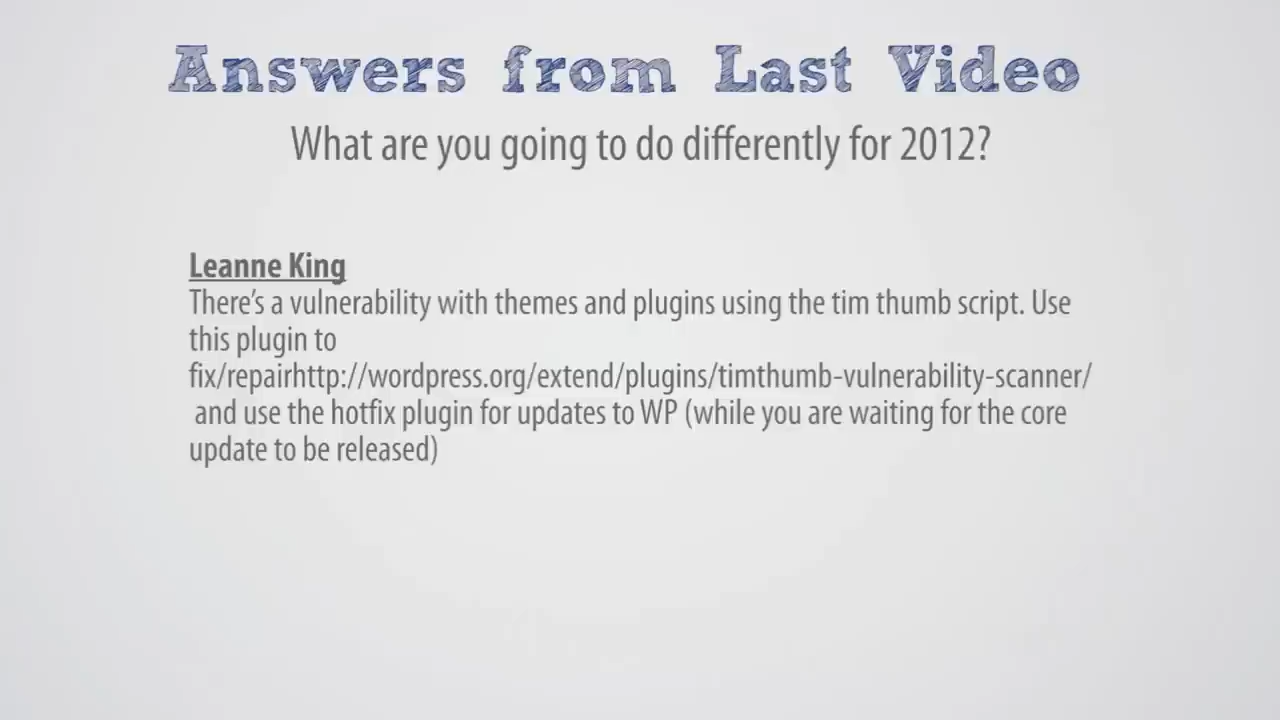 Answers from Last Video
What are you going to do differently for 2012?
Leanne King
There's a vulnerability with themes and plugins using the tim thumb script. Use
this plugin to
fix/repairhttp://wordpress.org/extend/plugins/timthumb-vulnerability-scanner/
and use the hotfix plugin for updates to WP (while you are waiting for the core
update to be released)